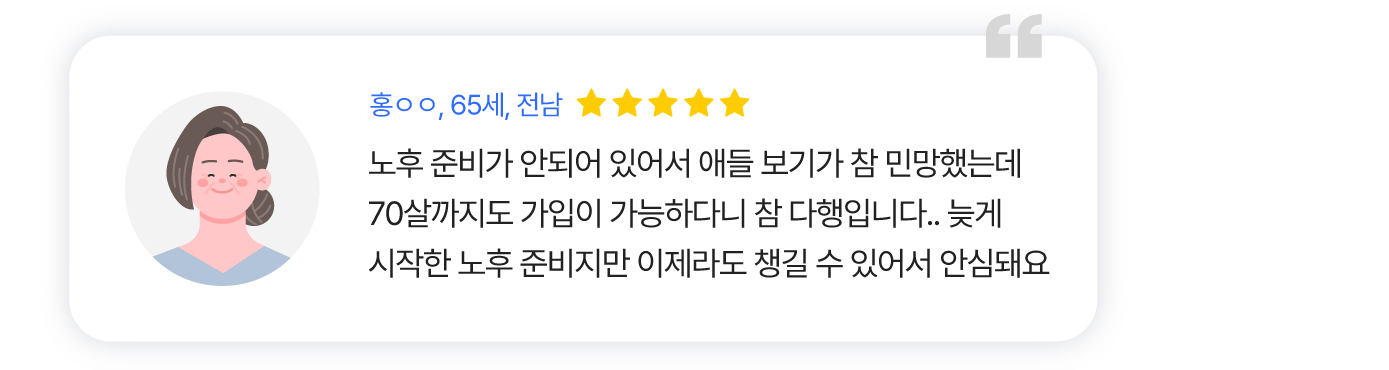 홍ㅇㅇ, 65세, 전남
노후 준비가 안되어 있어서 애들 보기가 참 민망했는데
70살까지도 가입이 가능하다니 참 다행입니다.. 늦게
시작한 노후 준비지만 이제라도 챙길 수 있어서 안심돼요